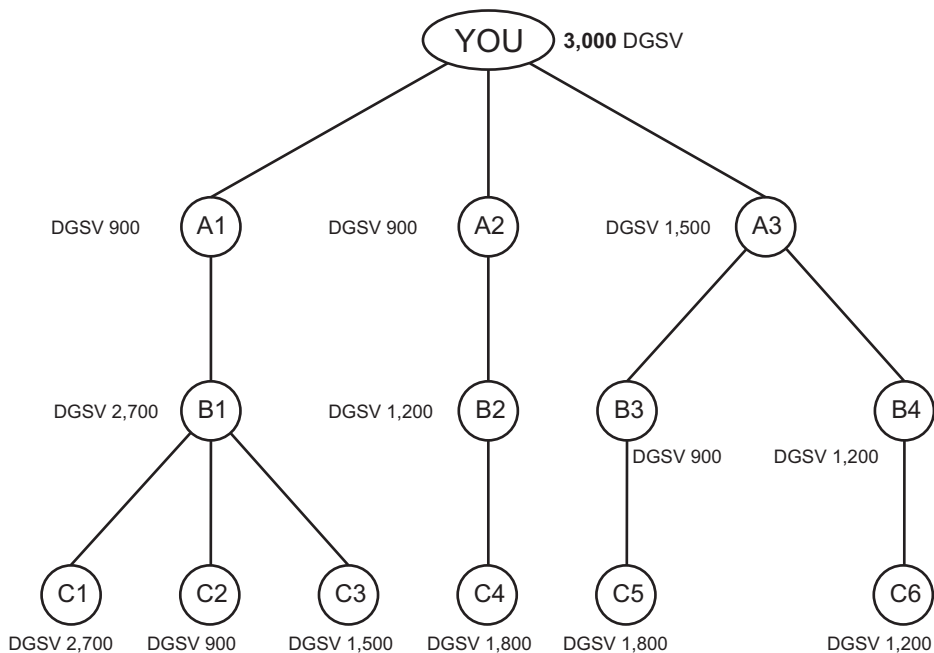 YOU 3,000 DGSV
DGSV 900 A1 DGSV 900 A2 DGSV 1,500 A3
DGSV 2,700 B1 DGSV 1,200 B2 B3 B4
DGSV 900 DGSV 1,200
C1 C2 C3 C4 C5 C6
DGSV 2,700 DGSV 900 DGSV 1,500 DGSV 1,800 DGSV 1,800 DGSV 1,200